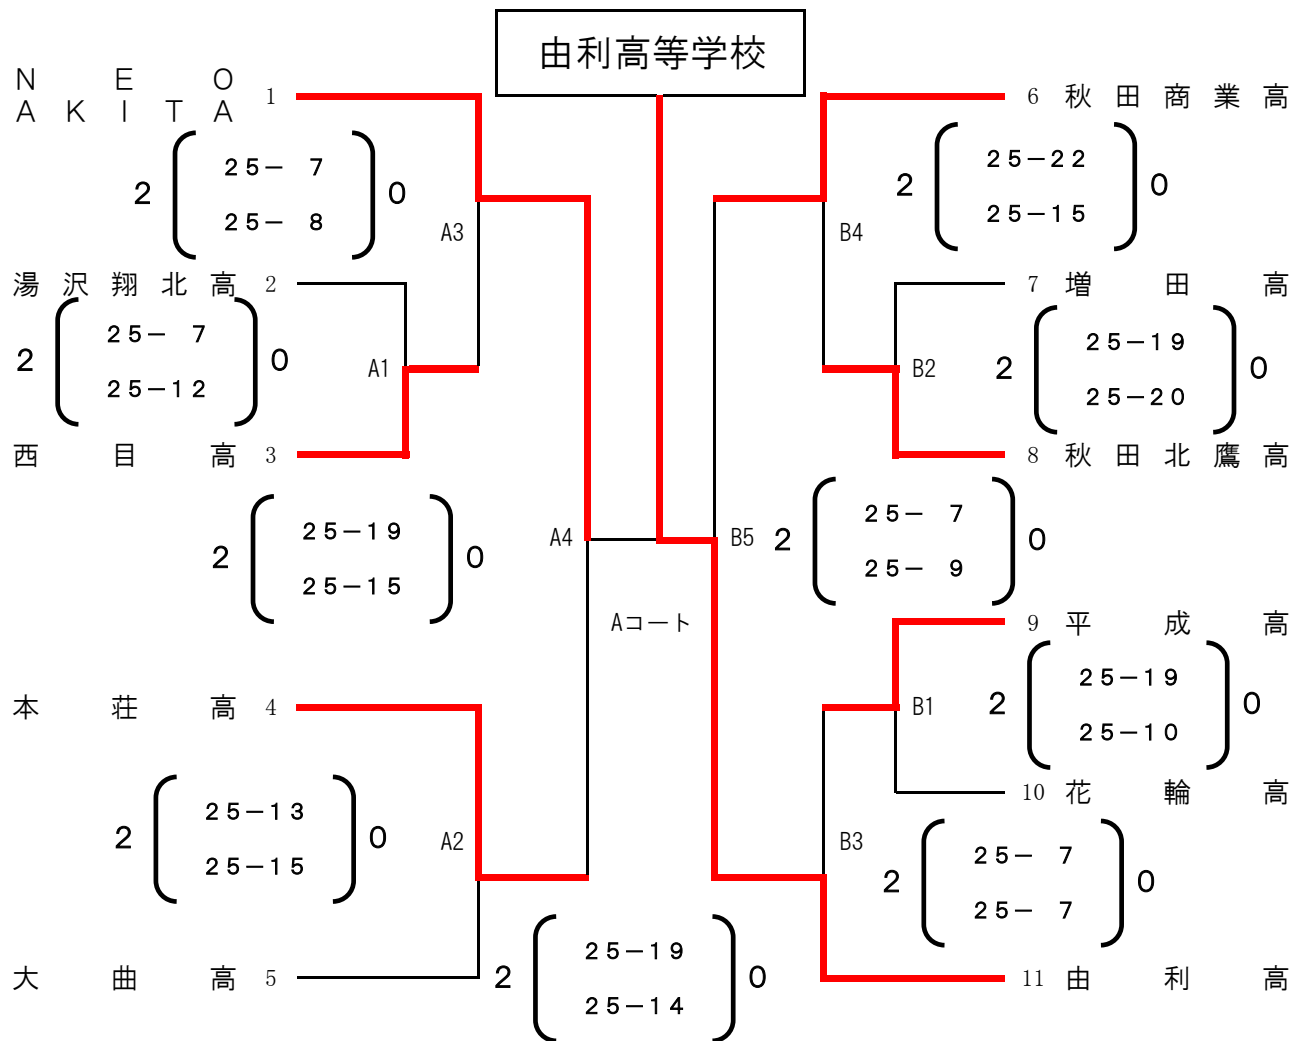 由利高等学校
NEO
AKITA 1
2 25－ 7 0
25－ 8
A3
湯沢翔北高 2
2 25－ 7 0
25－12
A1
西目高 3
2 25－19 0
25－15
A4
本荘高 4
2 25－13 0
25－15
A2
大曲高 5
Aコート
2 25－19 0
25－14
6 秋田商業高
2 25－22 0
25－15
B4
7 増田高
2 25－19 0
25－20
B2
8 秋田北鷹高
B5
2 25－ 7 0
25－ 9
9 平成高
2 25－19 0
25－10
B1
10 花輪高
B3
2 25－ 7 0
25－ 7
11 由利高